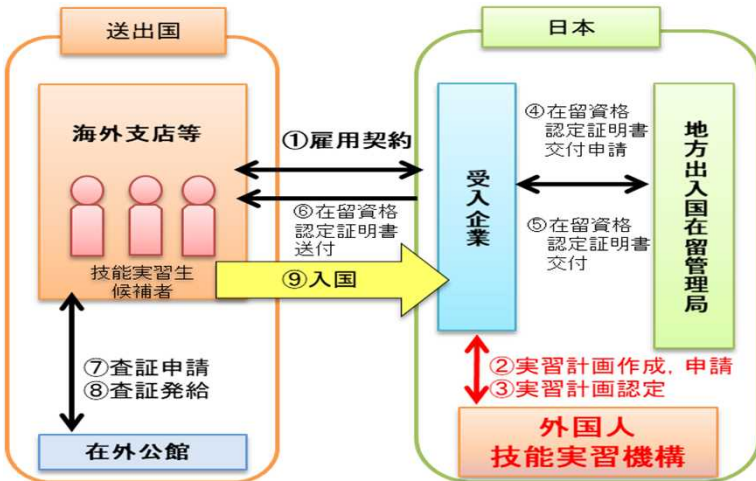 送出国
海外支店等
技能実習生
候補者
⑦査証申請
⑧査証発給
在外公館
①雇用契約
⑥在留資格
認定証明書
送付
⑨入国
日本
受入企業
④在留資格
認定証明書
交付申請
⑤在留資格
認定証明書
交付
地方出入国在留管理局
②実習計画作成,申請
③実習計画認定
外国人
技能実習機構